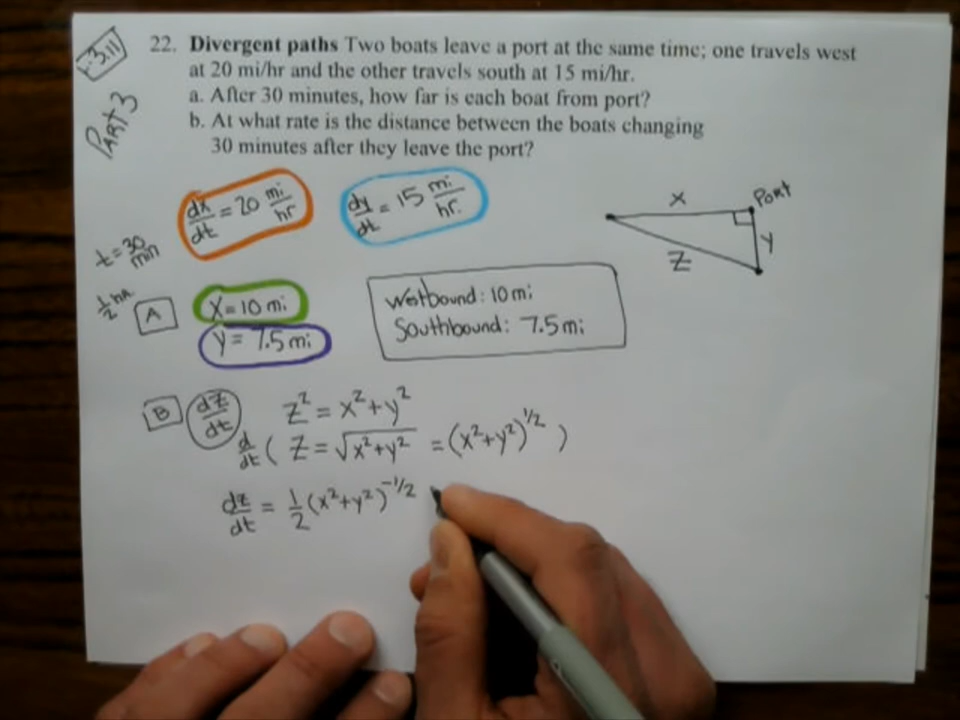 3.11
PART 3
22. Divergent paths Two boats leave a port at the same time; one travels west
at 20 mi/hr and the other travels south at 15 mi/hr.
a. After 30 minutes, how far is each boat from port?
b. At what rate is the distance between the boats changing
30 minutes after they leave the port?
dx/dt = 20 mi/hr
dy/dt = 15 mi/hr.
t = 30 min
1/2 hr
X
Port
Y
Z
A
X = 10 mi
Y = 7.5 mi
Westbound: 10 mi
Southbound: 7.5 mi
B dz/dt z² = x² + y²
d/dt ( Z = √x² + y² = (x² + y²)^1/2 )
dz/dt = 1/2 (x² + y²)^-1/2